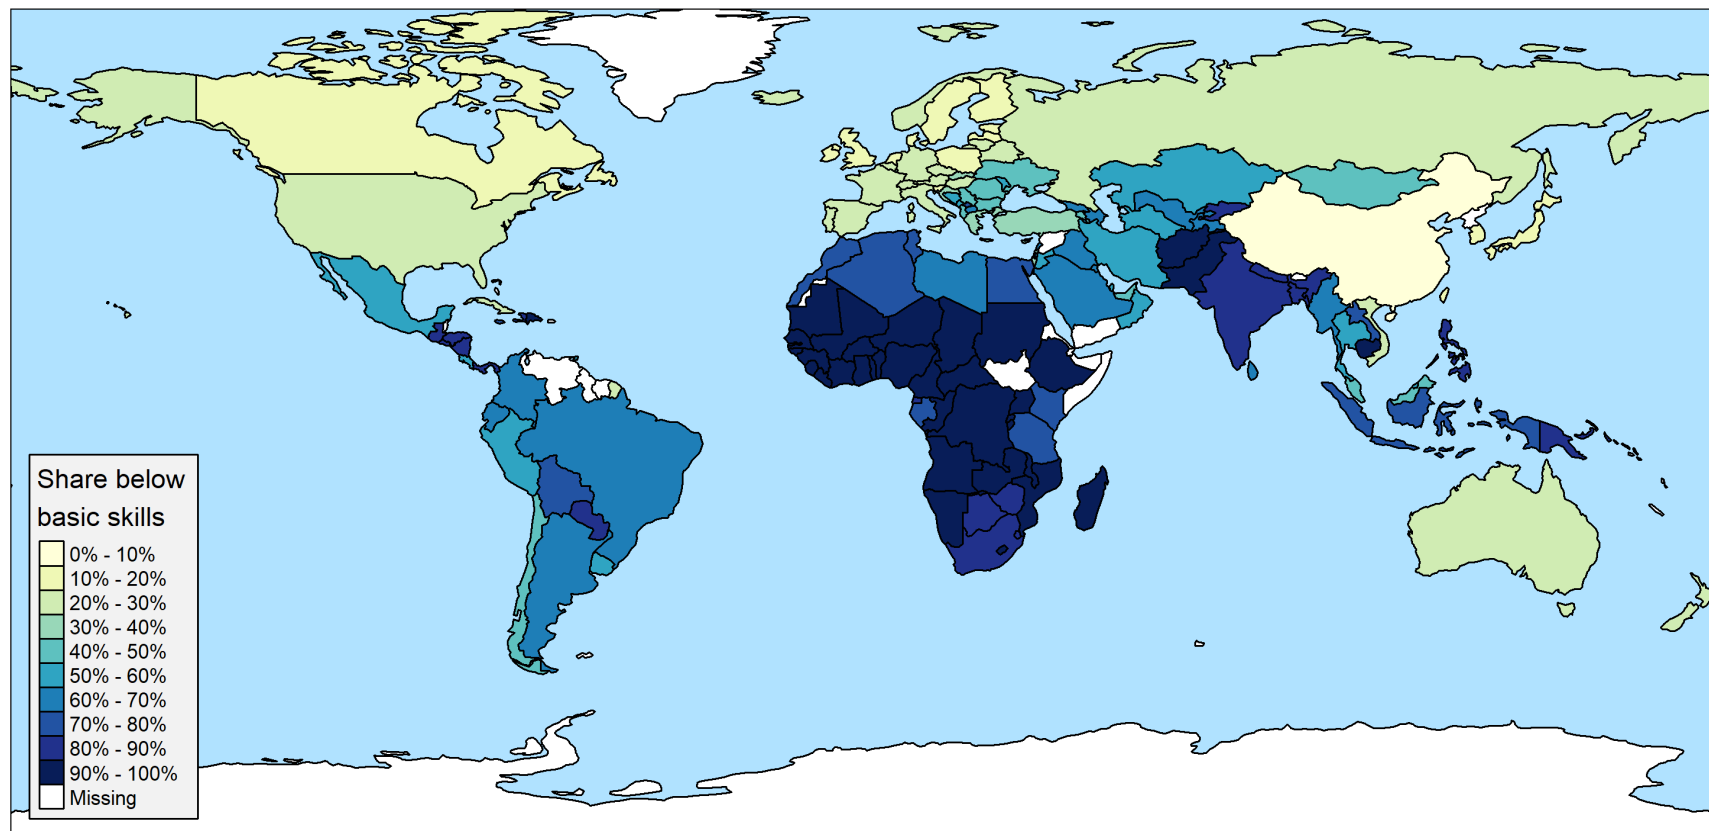 Share below
basic skills
0% - 10%
10% - 20%
20% - 30%
30% - 40%
40% - 50%
50% - 60%
60% - 70%
70% - 80%
80% - 90%
90% - 100%
Missing